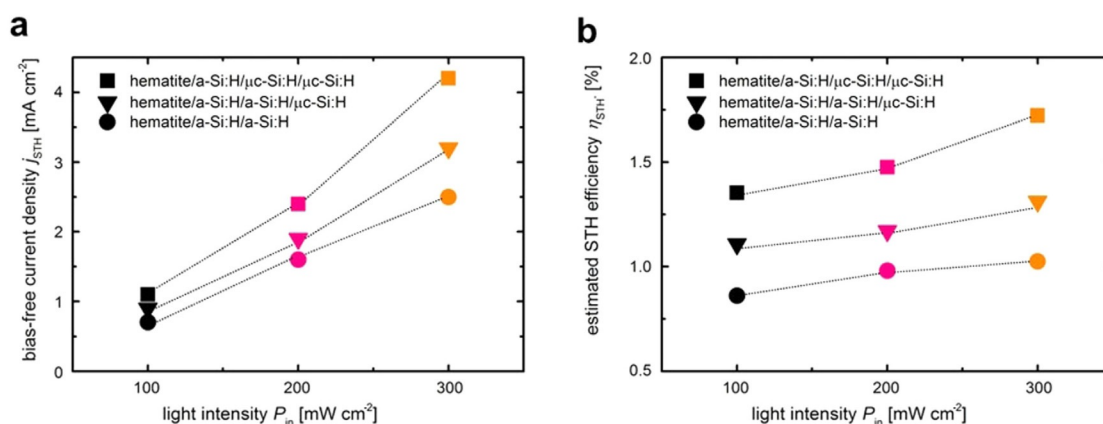 a
bias-free current density jSTH [mA cm-2]
hematite/a-Si:H/μc-Si:H/μc-Si:H
hematite/a-Si:H/a-Si:H/μc-Si:H
hematite/a-Si:H/a-Si:H
4
3
2
1
0
100 200 300
light intensity Pin [mW cm-2]
b
estimated STH efficiency ηSTH' [%]
hematite/a-Si:H/μc-Si:H/μc-Si:H
hematite/a-Si:H/a-Si:H/μc-Si:H
hematite/a-Si:H/a-Si:H
2.0
1.5
1.0
0.5
100 200 300
light intensity Pin [mW cm-2]